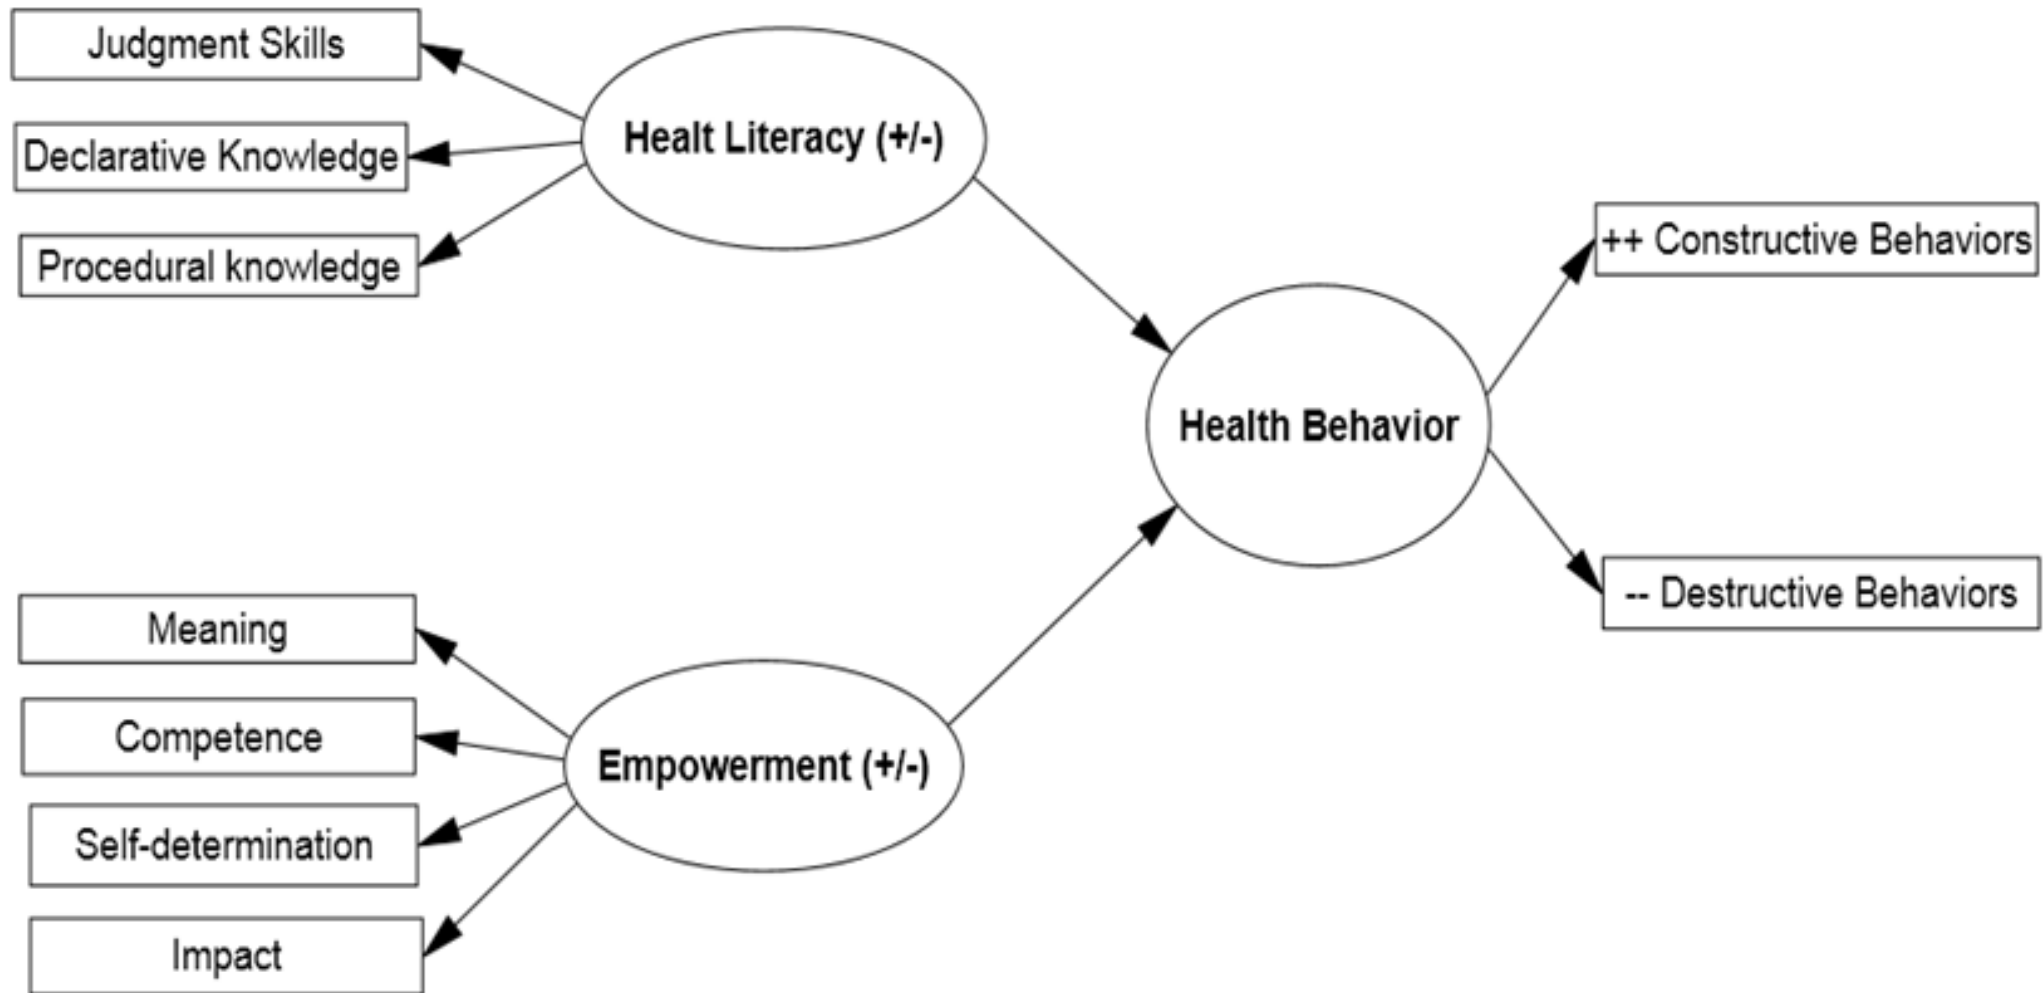 Judgment Skills
Declarative Knowledge
Procedural knowledge
Healt Literacy (+/-)
++ Constructive Behaviors
Health Behavior
-- Destructive Behaviors
Meaning
Competence
Self-determination
Impact
Empowerment (+/-)